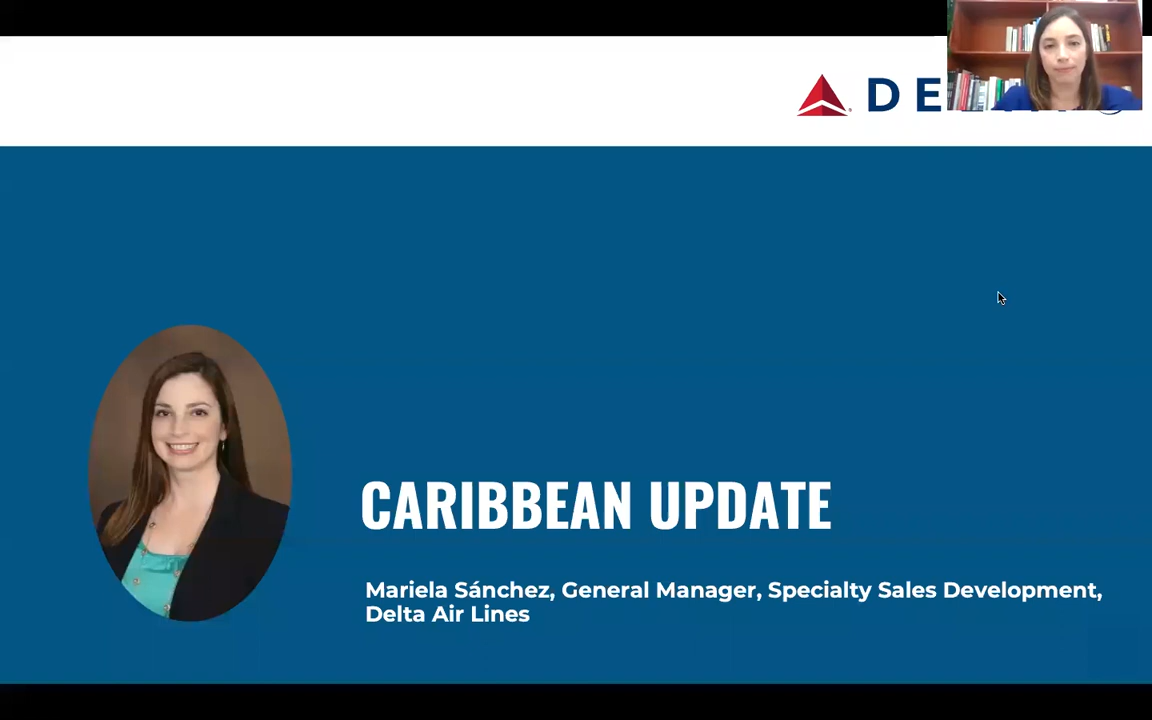 DE
CARIBBEAN UPDATE
Mariela Sánchez, General Manager, Specialty Sales Development,
Delta Air Lines